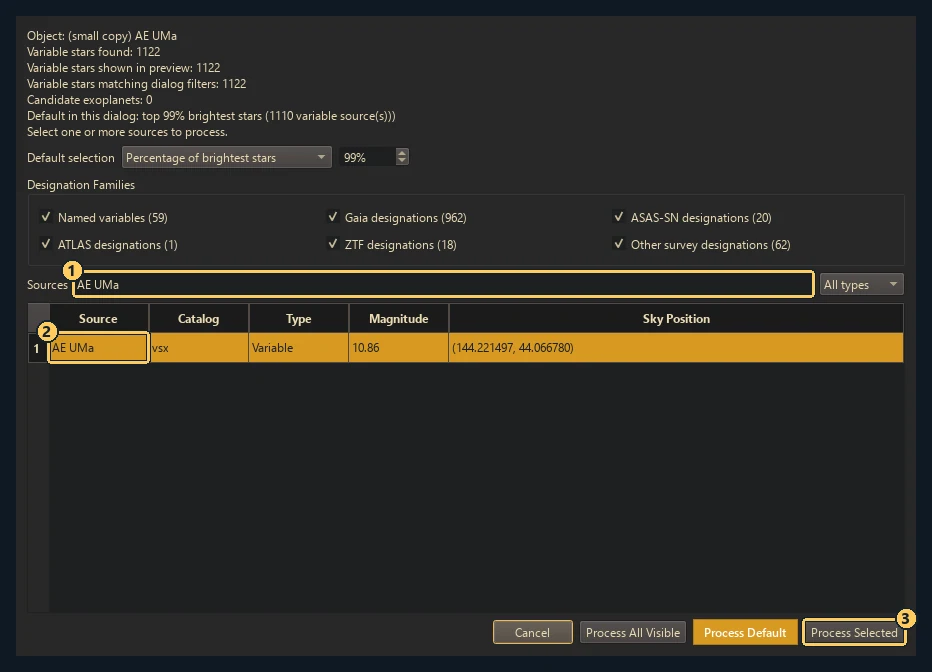 Object: (small copy) AE UMa
Variable stars found: 1122
Variable stars shown in preview: 1122
Variable stars matching dialog filters: 1122
Candidate exoplanets: 0
Default in this dialog: top 99% brightest stars (1110 variable source(s)))
Select one or more sources to process.
Default selection Percentage of brightest stars 99%
Designation Families
Named variables (59) Gaia designations (962) ASAS-SN designations (20)
ATLAS designations (1) ZTF designations (18) Other survey designations (62)
1
Sources AE UMa All types
Source Catalog Type Magnitude Sky Position
2
1 AE UMa vsx Variable 10.86 (144.221497, 44.066780)
3
Cancel Process All Visible Process Default Process Selected